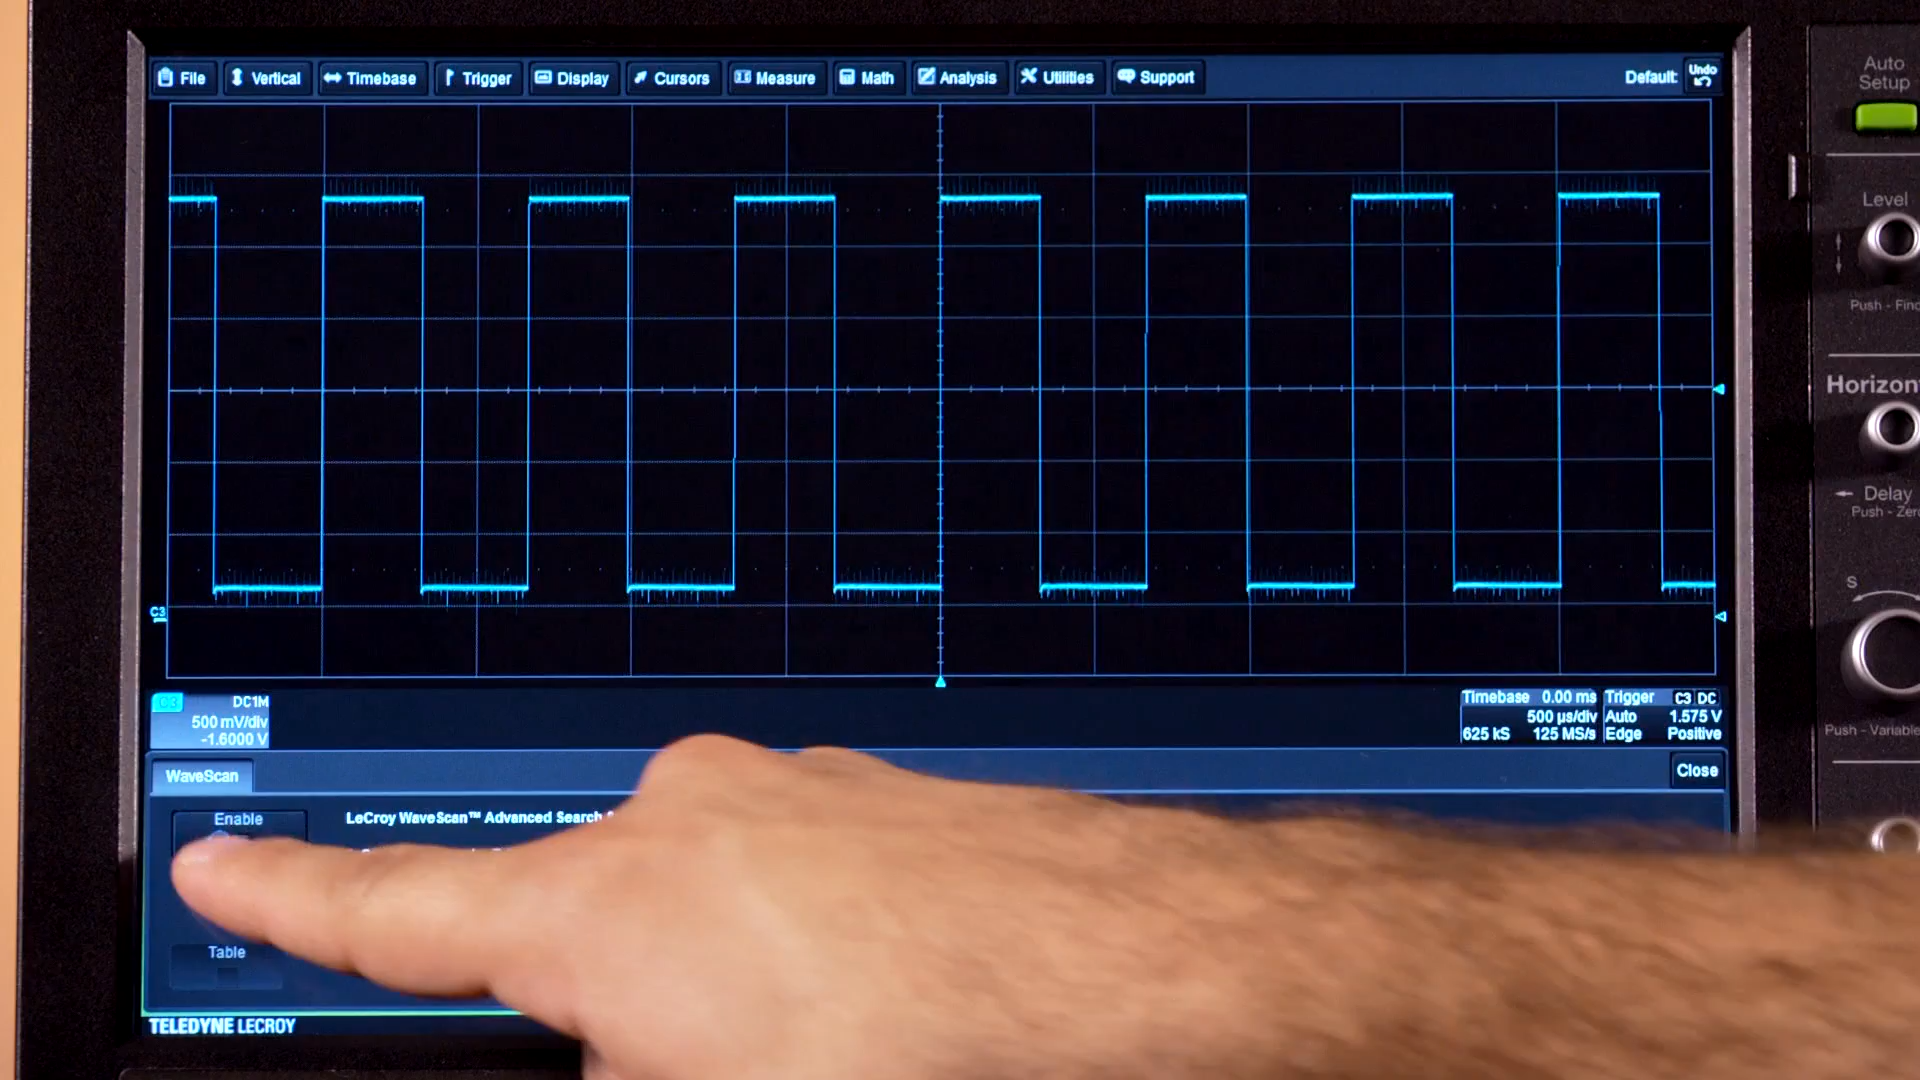 File Vertical Timebase Trigger Display Cursors Measure Math Analysis Utilities Support Default: Undo
Auto
Setup
Level
Push - Find
Horizon
Delay
Push - Zero
S
Push - Variable
C3
C3 DC1M
500 mV/div
-1.6000 V
Timebase 0.00 ms
500 µs/div
625 kS 125 MS/s
Trigger C3 DC
Auto 1.575 V
Edge Positive
WaveScan Close
Enable
LeCroy WaveScan™ Advanced Search
Table
TELEDYNE LECROY